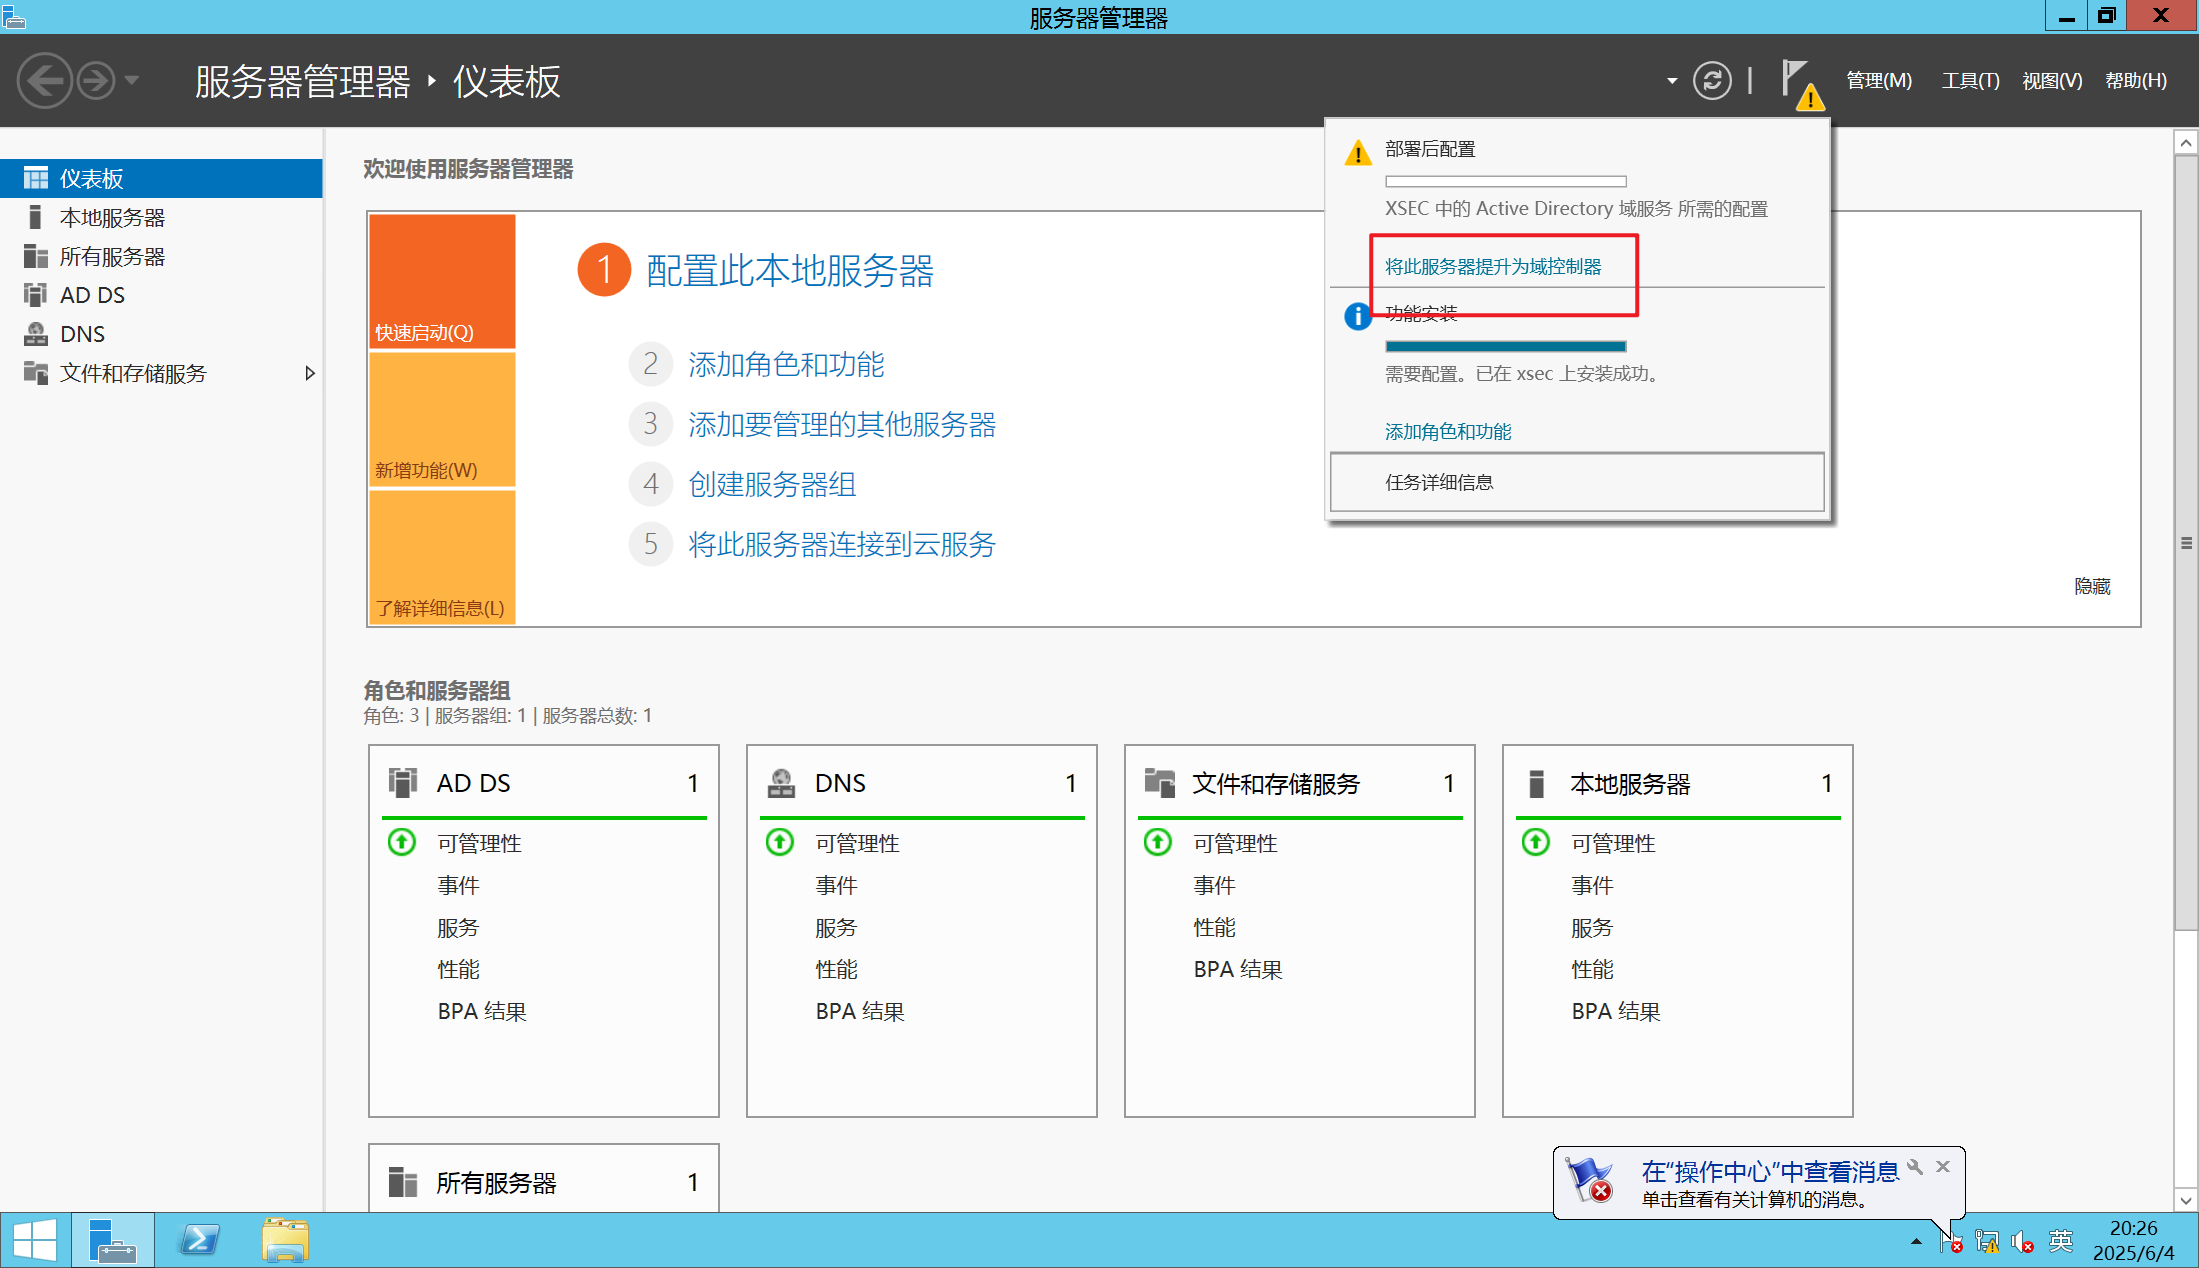 服务器管理器
服务器管理器 ‣ 仪表板
管理(M) 工具(T) 视图(V) 帮助(H)
仪表板
本地服务器
所有服务器
AD DS
DNS
文件和存储服务
欢迎使用服务器管理器
快速启动(Q)
新增功能(W)
了解详细信息(L)
1 配置此本地服务器
2 添加角色和功能
3 添加要管理的其他服务器
4 创建服务器组
5 将此服务器连接到云服务
隐藏
部署后配置
XSEC 中的 Active Directory 域服务 所需的配置
将此服务器提升为域控制器
功能安装
需要配置。已在 xsec 上安装成功。
添加角色和功能
任务详细信息
角色和服务器组
角色: 3 | 服务器组: 1 | 服务器总数: 1
AD DS 1
可管理性
事件
服务
性能
BPA 结果
DNS 1
可管理性
事件
服务
性能
BPA 结果
文件和存储服务 1
可管理性
事件
性能
BPA 结果
本地服务器 1
可管理性
事件
服务
性能
BPA 结果
所有服务器 1
在“操作中心”中查看消息
单击查看有关计算机的消息。
英
20:26
2025/6/4